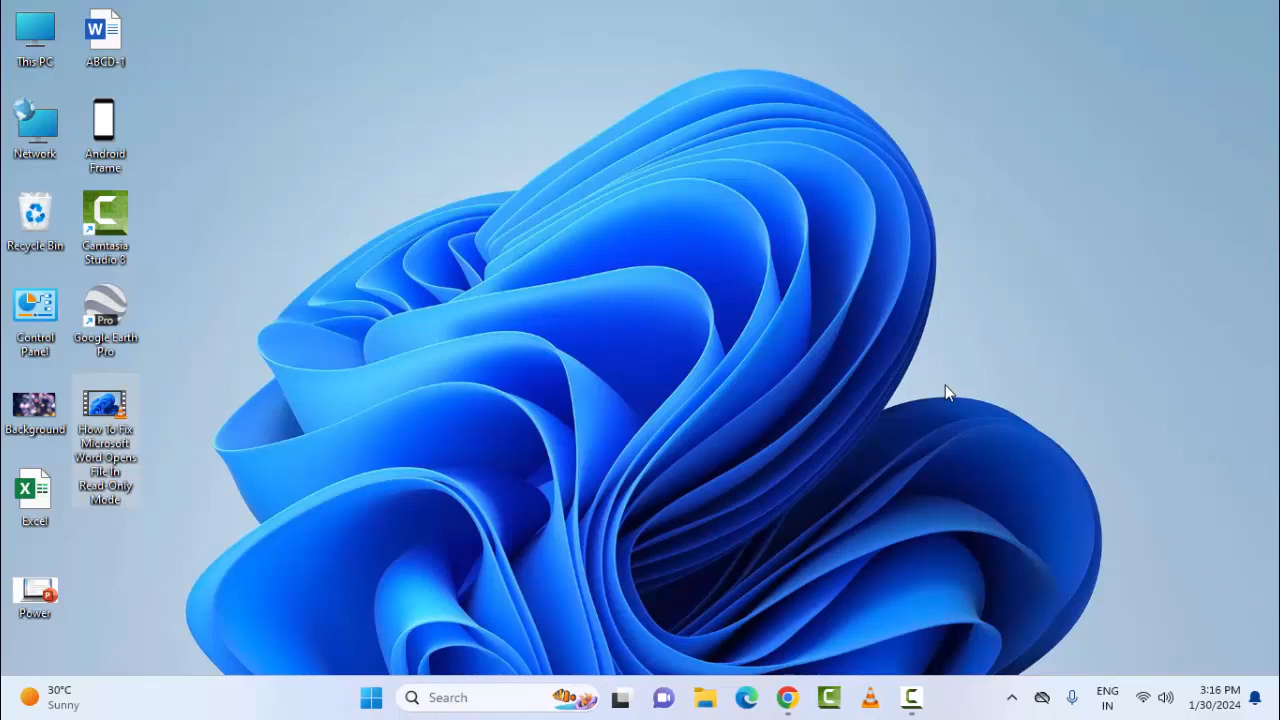 This PC
ABCD-1
Network
Android
Frame
Recycle Bin
Camtasia
Studio 8
Control
Panel
Pro
Google Earth
Pro
Background
How To Fix
Microsoft
Word Opens
File In
Read-Only
Mode
Excel
Power
30°C
Sunny
Search
ENG
IN
3:16 PM
1/30/2024